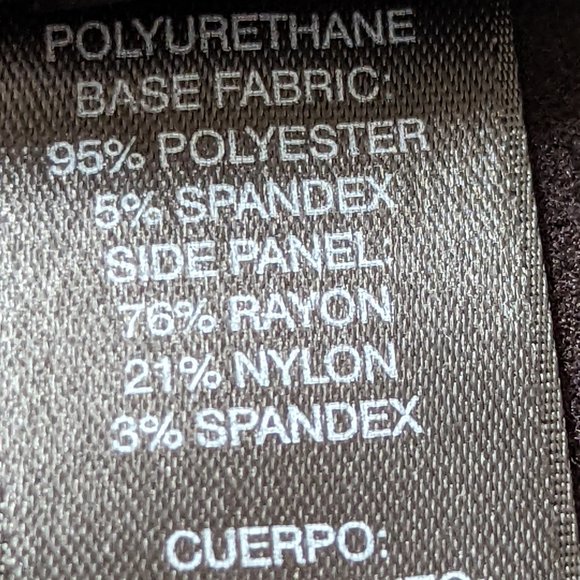 POLYURETHANE
BASE FABRIC:
95% POLYESTER
5% SPANDEX
SIDE PANEL:
76% RAYON
21% NYLON
3% SPANDEX
CUERPO: